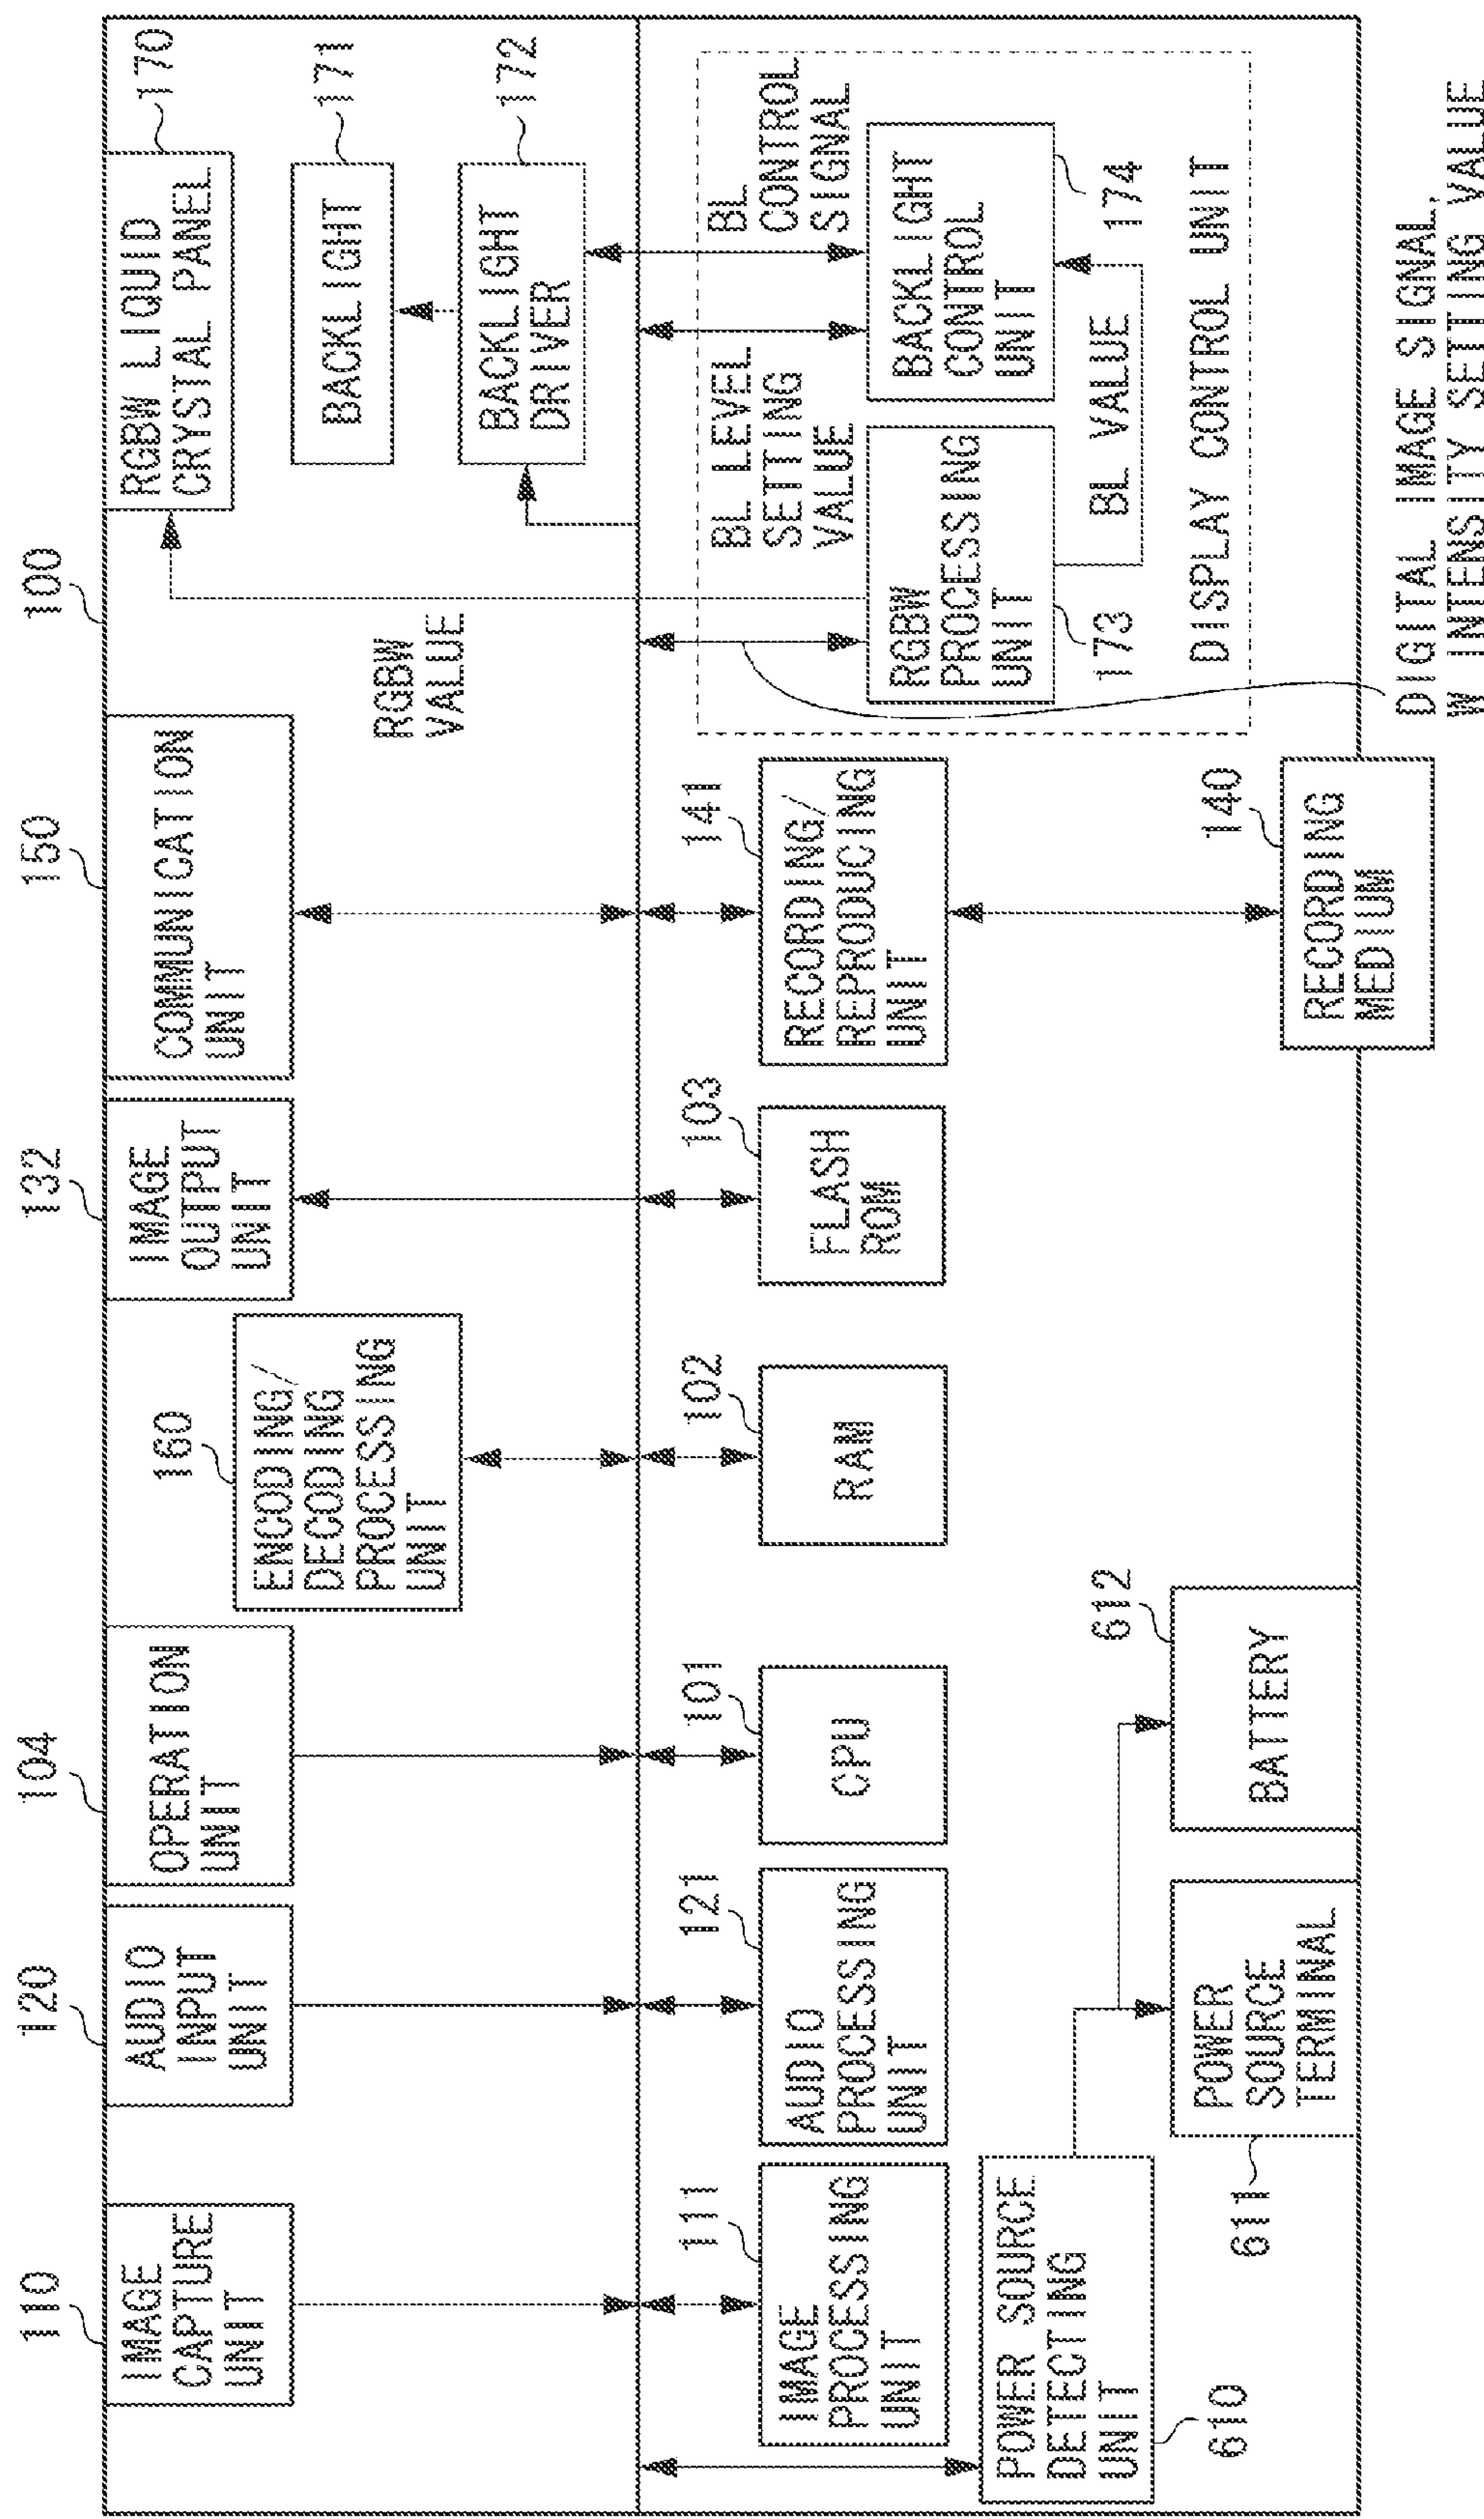 100
110
IMAGE
CAPTURE
UNIT
120
AUDIO
INPUT
UNIT
104
OPERATION
UNIT
160
ENCODING/
DECODING
PROCESSING
UNIT
132
IMAGE
OUTPUT
UNIT
150
COMMUNICATION
UNIT
RGBW
VALUE
RGBW LIQUID
CRYSTAL PANEL
170
BACKLIGHT
171
BACKLIGHT
DRIVER
172
111
IMAGE
PROCESSING
UNIT
121
AUDIO
PROCESSING
UNIT
101
CPU
102
RAM
103
FLASH
ROM
141
RECORDING/
REPRODUCING
UNIT
BL LEVEL
SETTING
VALUE
BL
CONTROL
SIGNAL
RGBW
PROCESSING
UNIT
173
BACKLIGHT
CONTROL
UNIT
174
BL VALUE
DISPLAY CONTROL UNIT
POWER SOURCE
DETECTING
UNIT
610
611
POWER
SOURCE
TERMINAL
612
BATTERY
140
RECORDING
MEDIUM
DIGITAL IMAGE SIGNAL,
W INTENSITY SETTING VALUE